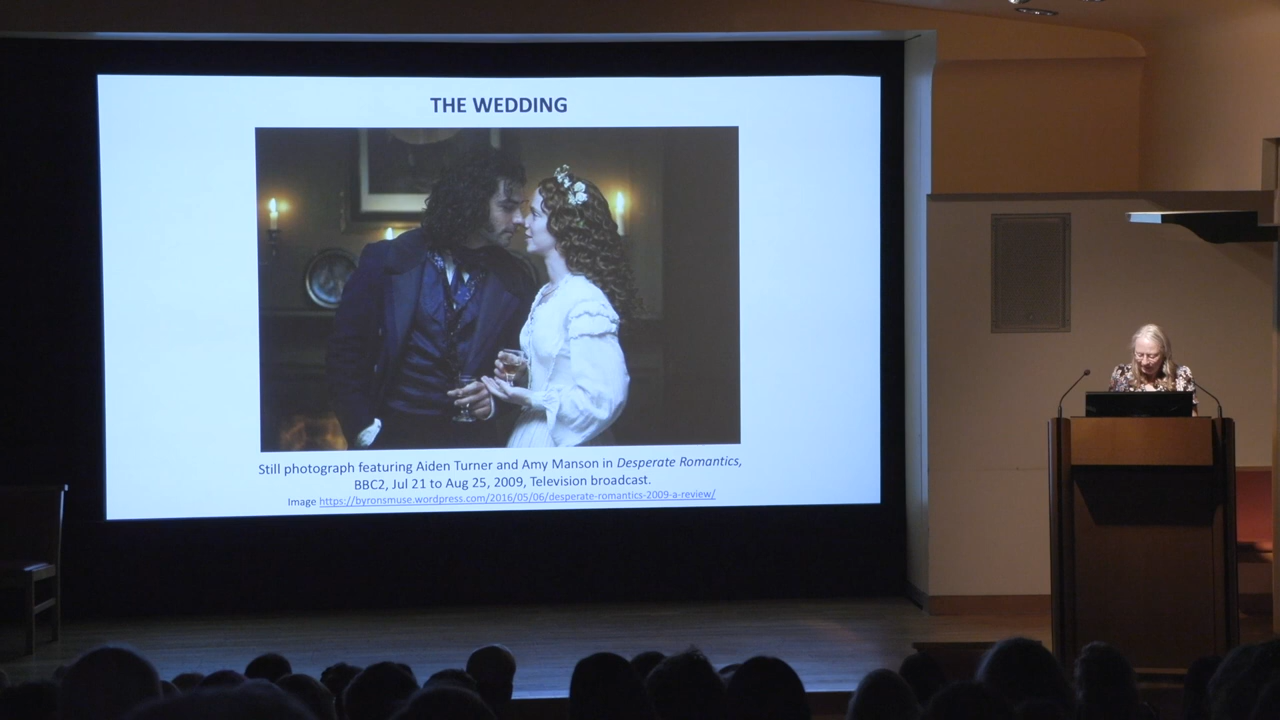 THE WEDDING
Still photograph featuring Aiden Turner and Amy Manson in Desperate Romantics,
BBC2, Jul 21 to Aug 25, 2009, Television broadcast.
Image https://byronsmuse.wordpress.com/2016/05/06/desperate-romantics-2009-a-review/